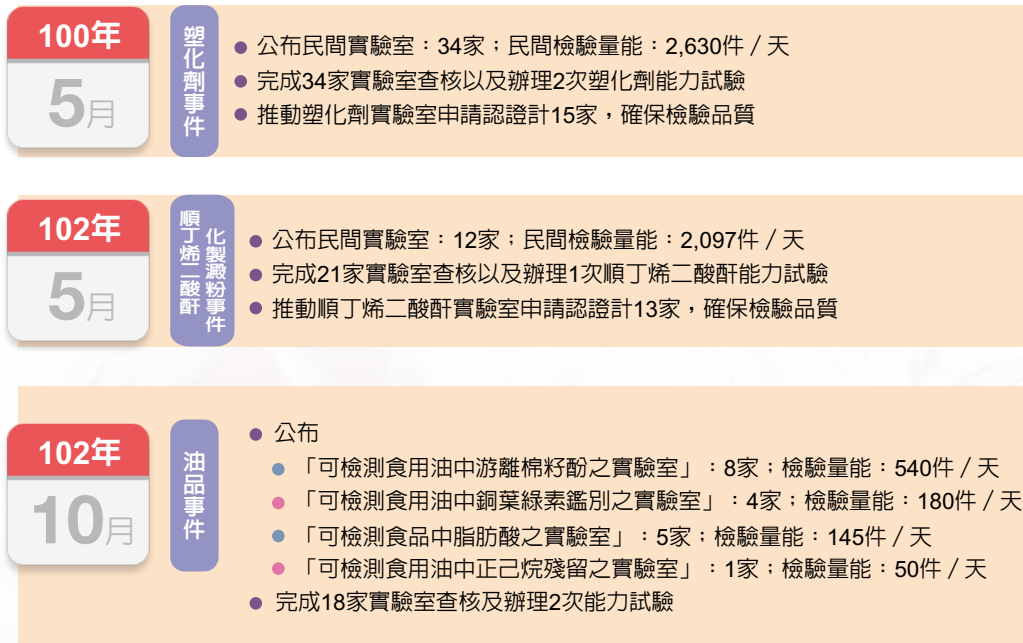 100年
5月
塑化劑事件
公布民間實驗室：34家；民間檢驗量能：2,630件／天
完成34家實驗室查核以及辦理2次塑化劑能力試驗
推動塑化劑實驗室申請認證計15家，確保檢驗品質
102年
5月
順丁烯二酸酐
化製澱粉事件
公布民間實驗室：12家；民間檢驗量能：2,097件／天
完成21家實驗室查核以及辦理1次順丁烯二酸酐能力試驗
推動順丁烯二酸酐實驗室申請認證計13家，確保檢驗品質
102年
10月
油品事件
公布
「可檢測食用油中游離棉籽酚之實驗室」：8家；檢驗量能：540件／天
「可檢測食用油中銅葉綠素鑑別之實驗室」：4家；檢驗量能：180件／天
「可檢測食品中脂肪酸之實驗室」：5家；檢驗量能：145件／天
「可檢測食用油中正己烷殘留之實驗室」：1家；檢驗量能：50件／天
完成18家實驗室查核及辦理2次能力試驗